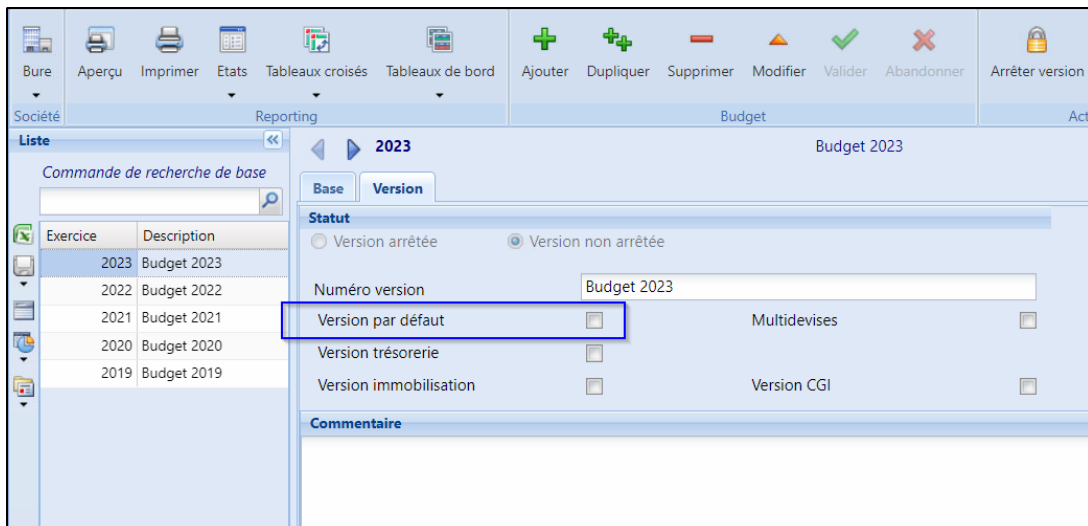 Bure Aperçu Imprimer Etats Tableaux croisés Tableaux de bord Ajouter Dupliquer Supprimer Modifier Valider Abandonner Arrêter version
Société Reporting Budget Act
Liste
2023 Budget 2023
Commande de recherche de base
Base Version
Statut
Version arrêtée Version non arrêtée
Exercice Description
2023 Budget 2023
2022 Budget 2022
2021 Budget 2021
2020 Budget 2020
2019 Budget 2019
Numéro version Budget 2023
Version par défaut Multidevises
Version trésorerie
Version immobilisation Version CGI
Commentaire